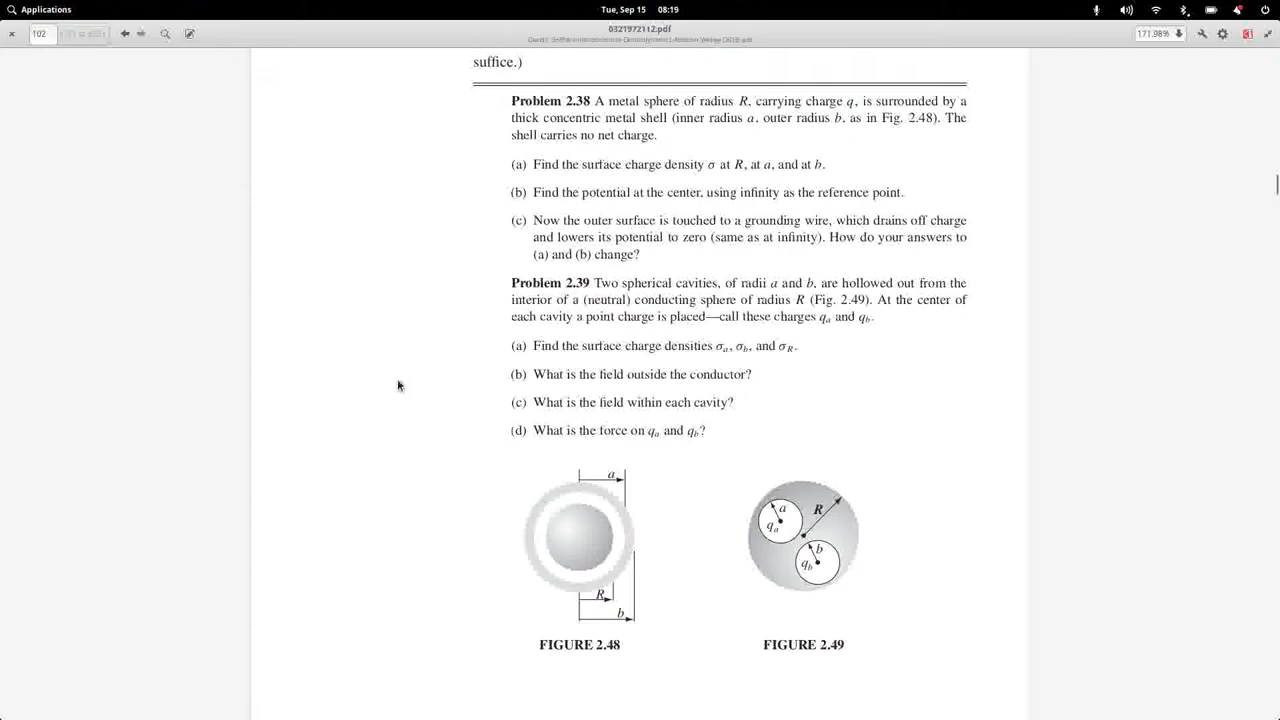 Applications
Tue, Sep 15 08:19
102
0321972112.pdf
171.98%
suffice.)
Problem 2.38 A metal sphere of radius R, carrying charge q, is surrounded by a
thick concentric metal shell (inner radius a, outer radius b, as in Fig. 2.48). The
shell carries no net charge.
(a) Find the surface charge density σ at R, at a, and at b.
(b) Find the potential at the center, using infinity as the reference point.
(c) Now the outer surface is touched to a grounding wire, which drains off charge
and lowers its potential to zero (same as at infinity). How do your answers to
(a) and (b) change?
Problem 2.39 Two spherical cavities, of radii a and b, are hollowed out from the
interior of a (neutral) conducting sphere of radius R (Fig. 2.49). At the center of
each cavity a point charge is placed—call these charges qₐ and q_b.
(a) Find the surface charge densities σₐ, σ_b, and σ_R.
(b) What is the field outside the conductor?
(c) What is the field within each cavity?
(d) What is the force on qₐ and q_b?
a
R
b
a
R
qₐ
b
q_b
FIGURE 2.48
FIGURE 2.49